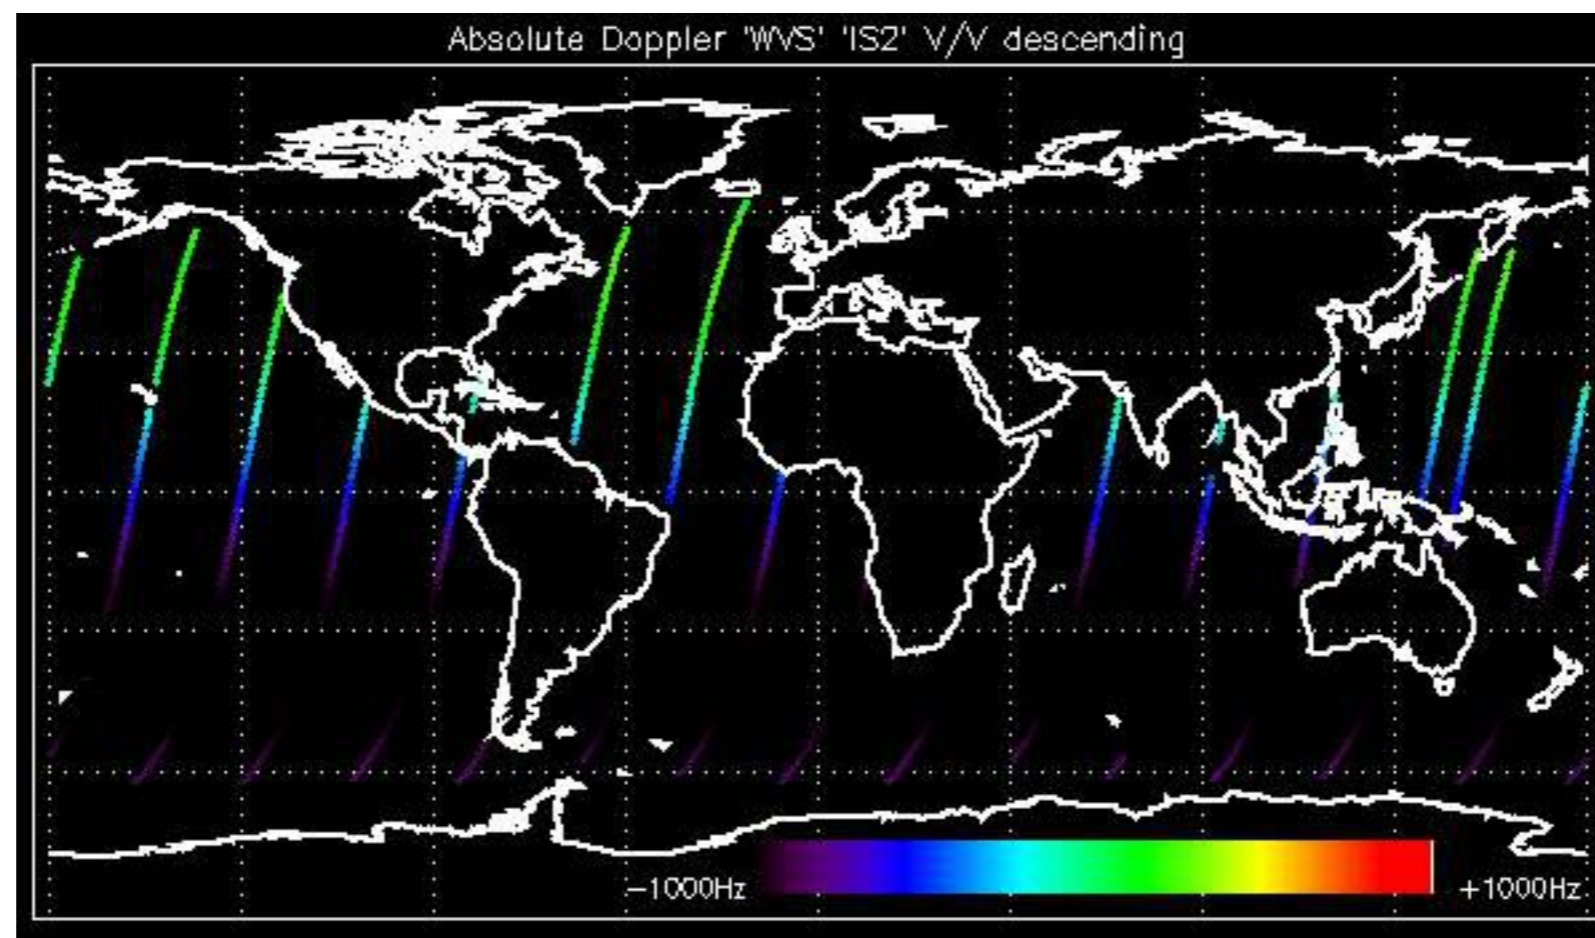 Absolute Doppler 'WVS' 'IS2' V/V descending
−1000Hz
+1000Hz